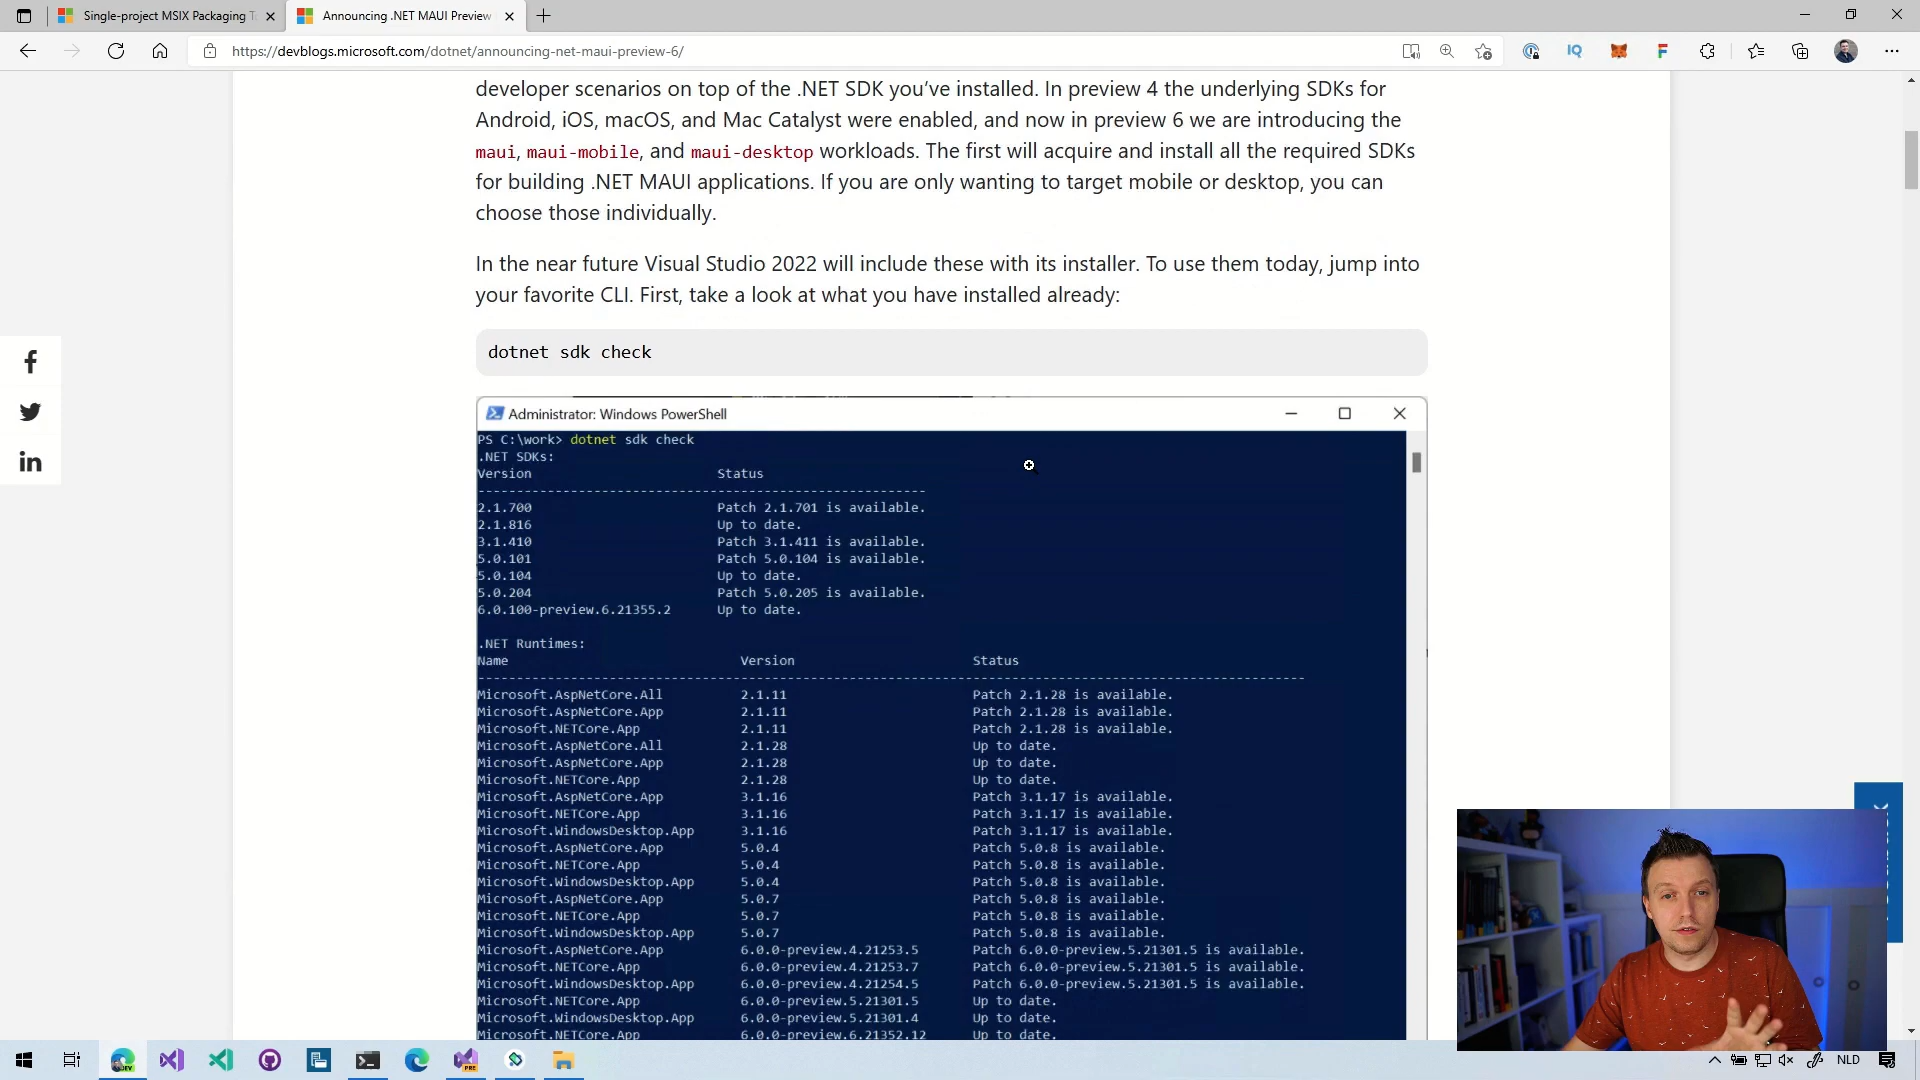 Single-project MSIX Packaging T
Announcing .NET MAUI Preview
https://devblogs.microsoft.com/dotnet/announcing-net-maui-preview-6/
developer scenarios on top of the .NET SDK you’ve installed. In preview 4 the underlying SDKs for
Android, iOS, macOS, and Mac Catalyst were enabled, and now in preview 6 we are introducing the
maui, maui-mobile, and maui-desktop workloads. The first will acquire and install all the required SDKs
for building .NET MAUI applications. If you are only wanting to target mobile or desktop, you can
choose those individually.
In the near future Visual Studio 2022 will include these with its installer. To use them today, jump into
your favorite CLI. First, take a look at what you have installed already:
dotnet sdk check
Administrator: Windows PowerShell
PS C:\work> dotnet sdk check
.NET SDKs:
Version Status
2.1.700 Patch 2.1.701 is available.
2.1.816 Up to date.
3.1.410 Patch 3.1.411 is available.
5.0.101 Patch 5.0.104 is available.
5.0.104 Up to date.
5.0.204 Patch 5.0.205 is available.
6.0.100-preview.6.21355.2 Up to date.
.NET Runtimes:
Name Version Status
Microsoft.AspNetCore.All 2.1.11 Patch 2.1.28 is available.
Microsoft.AspNetCore.App 2.1.11 Patch 2.1.28 is available.
Microsoft.NETCore.App 2.1.11 Patch 2.1.28 is available.
Microsoft.AspNetCore.All 2.1.28 Up to date.
Microsoft.AspNetCore.App 2.1.28 Up to date.
Microsoft.NETCore.App 2.1.28 Up to date.
Microsoft.AspNetCore.App 3.1.16 Patch 3.1.17 is available.
Microsoft.NETCore.App 3.1.16 Patch 3.1.17 is available.
Microsoft.WindowsDesktop.App 3.1.16 Patch 3.1.17 is available.
Microsoft.AspNetCore.App 5.0.4 Patch 5.0.8 is available.
Microsoft.NETCore.App 5.0.4 Patch 5.0.8 is available.
Microsoft.WindowsDesktop.App 5.0.4 Patch 5.0.8 is available.
Microsoft.AspNetCore.App 5.0.7 Patch 5.0.8 is available.
Microsoft.NETCore.App 5.0.7 Patch 5.0.8 is available.
Microsoft.WindowsDesktop.App 5.0.7 Patch 5.0.8 is available.
Microsoft.AspNetCore.App 6.0.0-preview.4.21253.5 Patch 6.0.0-preview.5.21301.5 is available.
Microsoft.NETCore.App 6.0.0-preview.4.21253.7 Patch 6.0.0-preview.5.21301.5 is available.
Microsoft.WindowsDesktop.App 6.0.0-preview.4.21254.5 Patch 6.0.0-preview.5.21301.5 is available.
Microsoft.NETCore.App 6.0.0-preview.5.21301.5 Up to date.
Microsoft.WindowsDesktop.App 6.0.0-preview.5.21301.4 Up to date.
Microsoft.NETCore.App 6.0.0-preview.6.21352.12 Up to date.
NLD